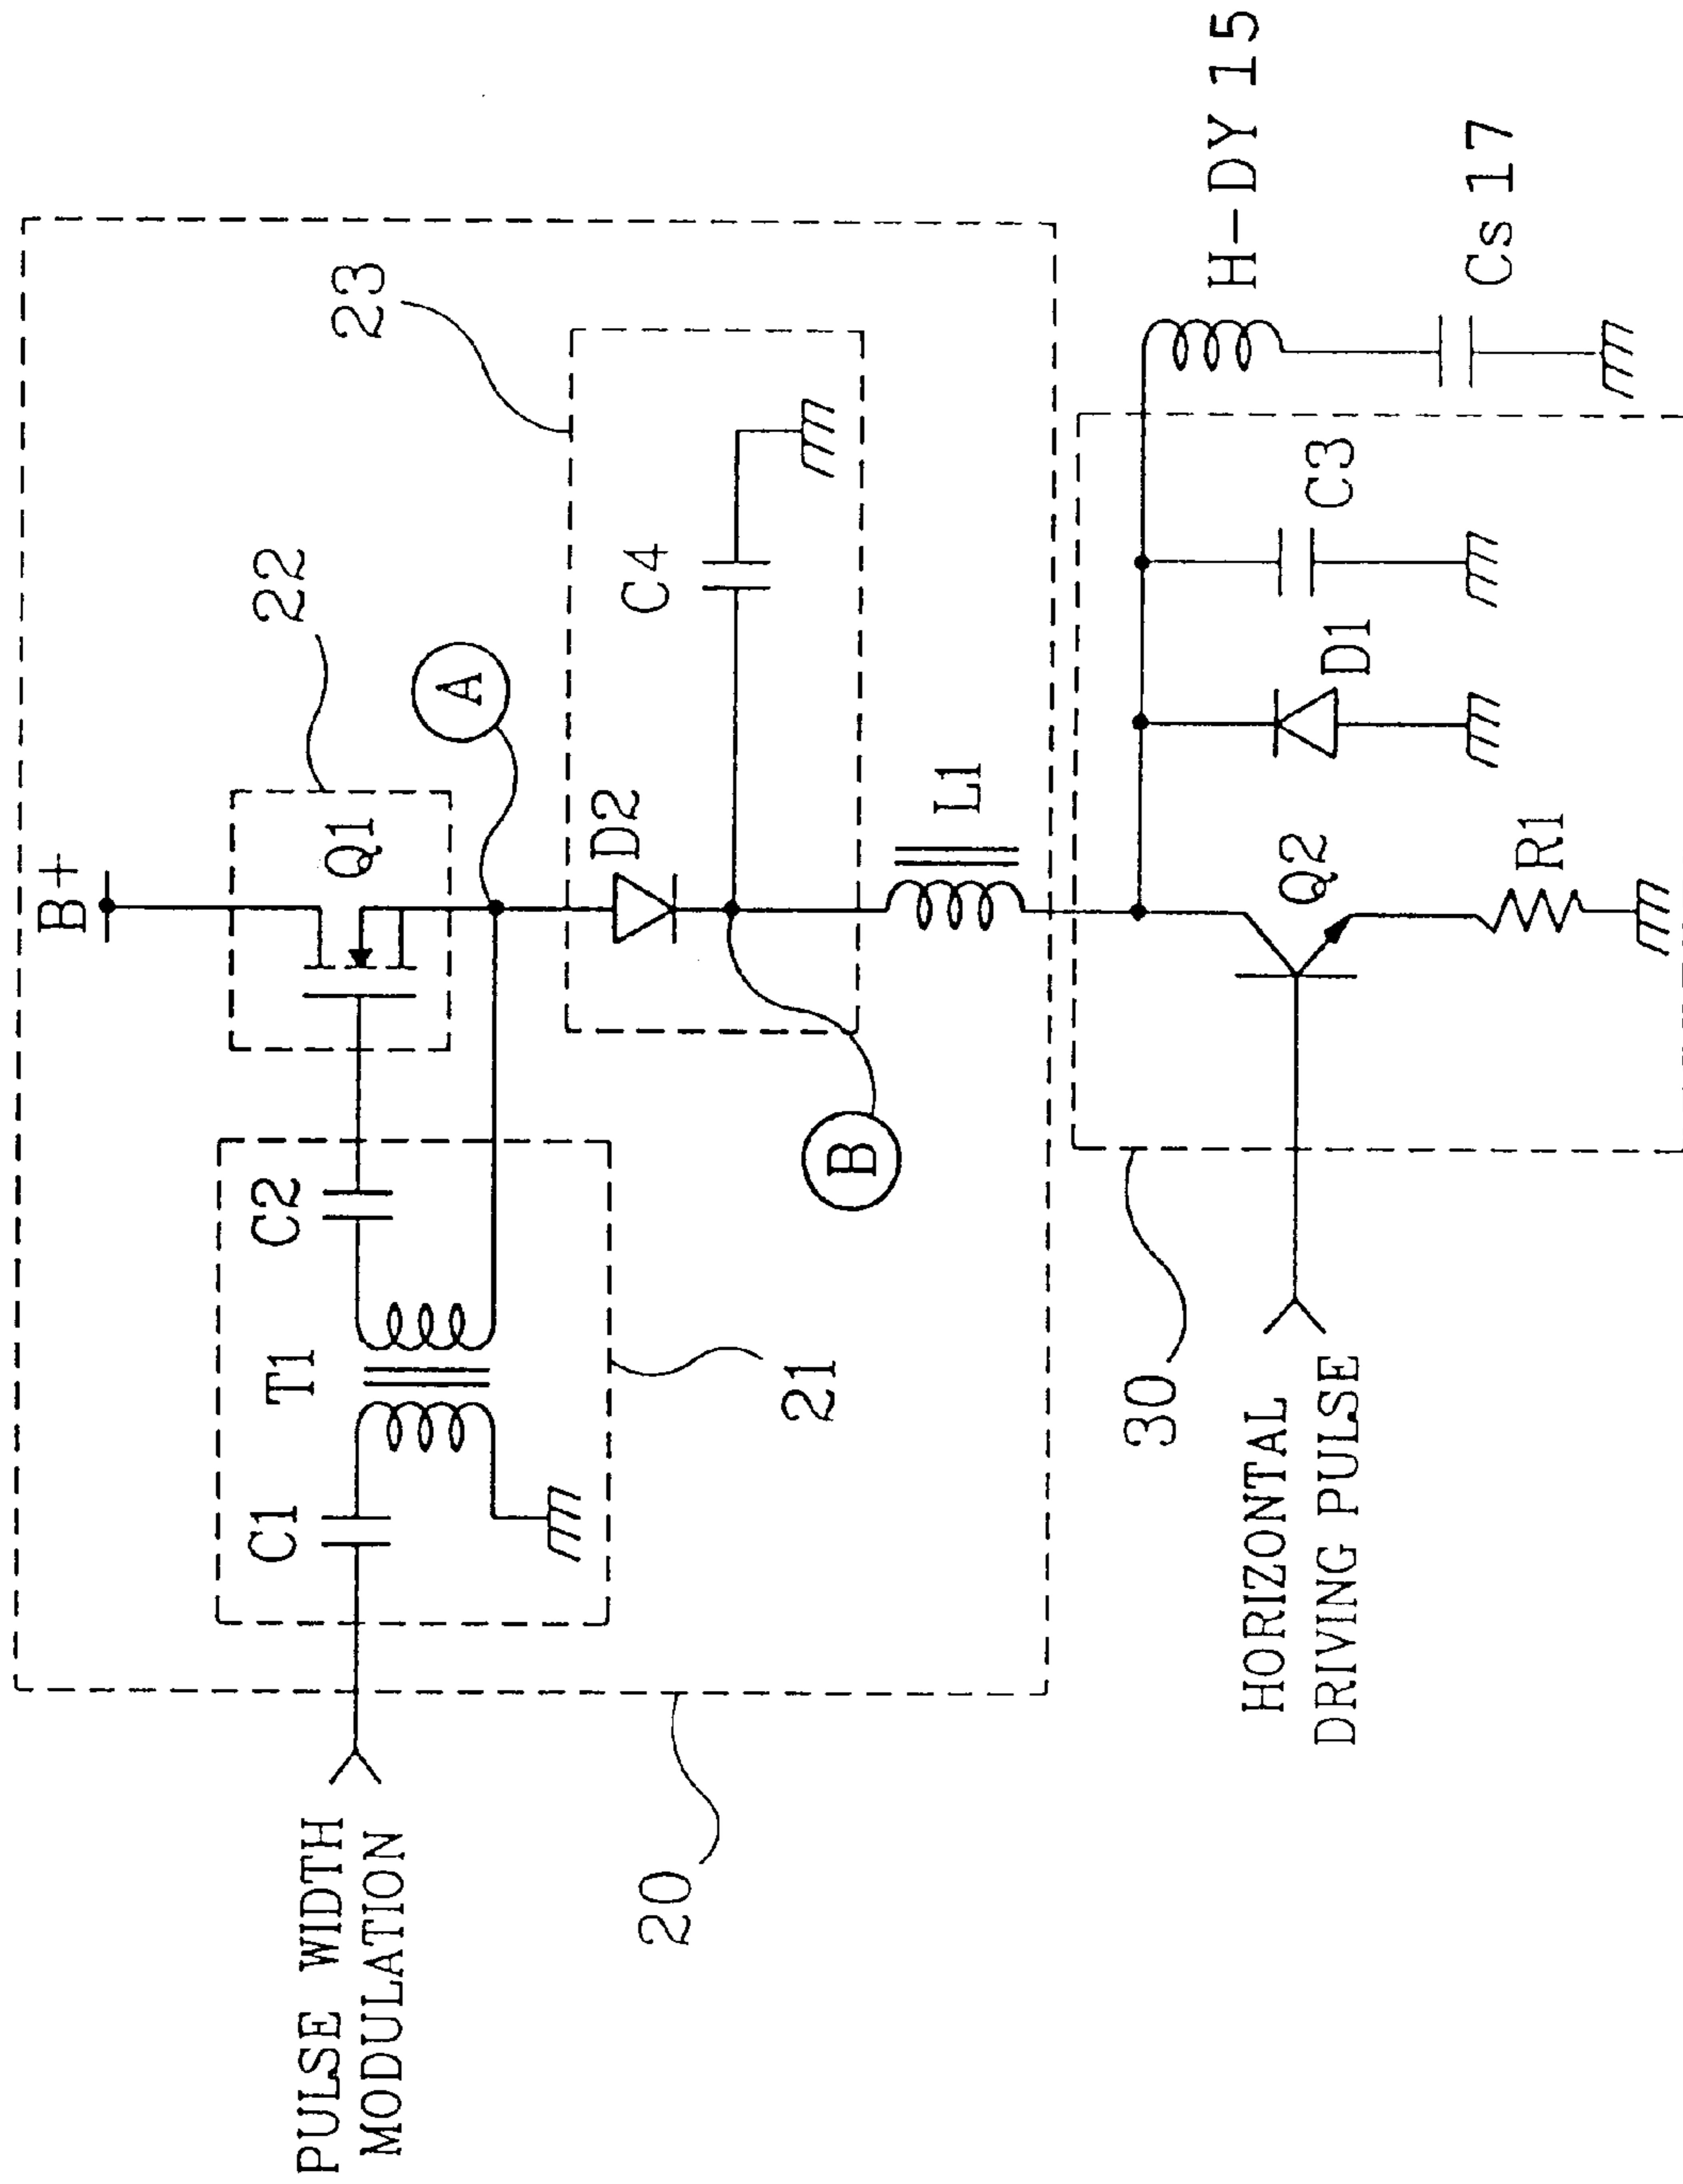 B+
22
Q1
23
C1
T1
C2
A
PULSE WIDTH
MODULATION
D2
C4
21
B
20
L1
H-DY 15
30
HORIZONTAL
DRIVING PULSE
Q2
D1
C3
Cs 17
R1